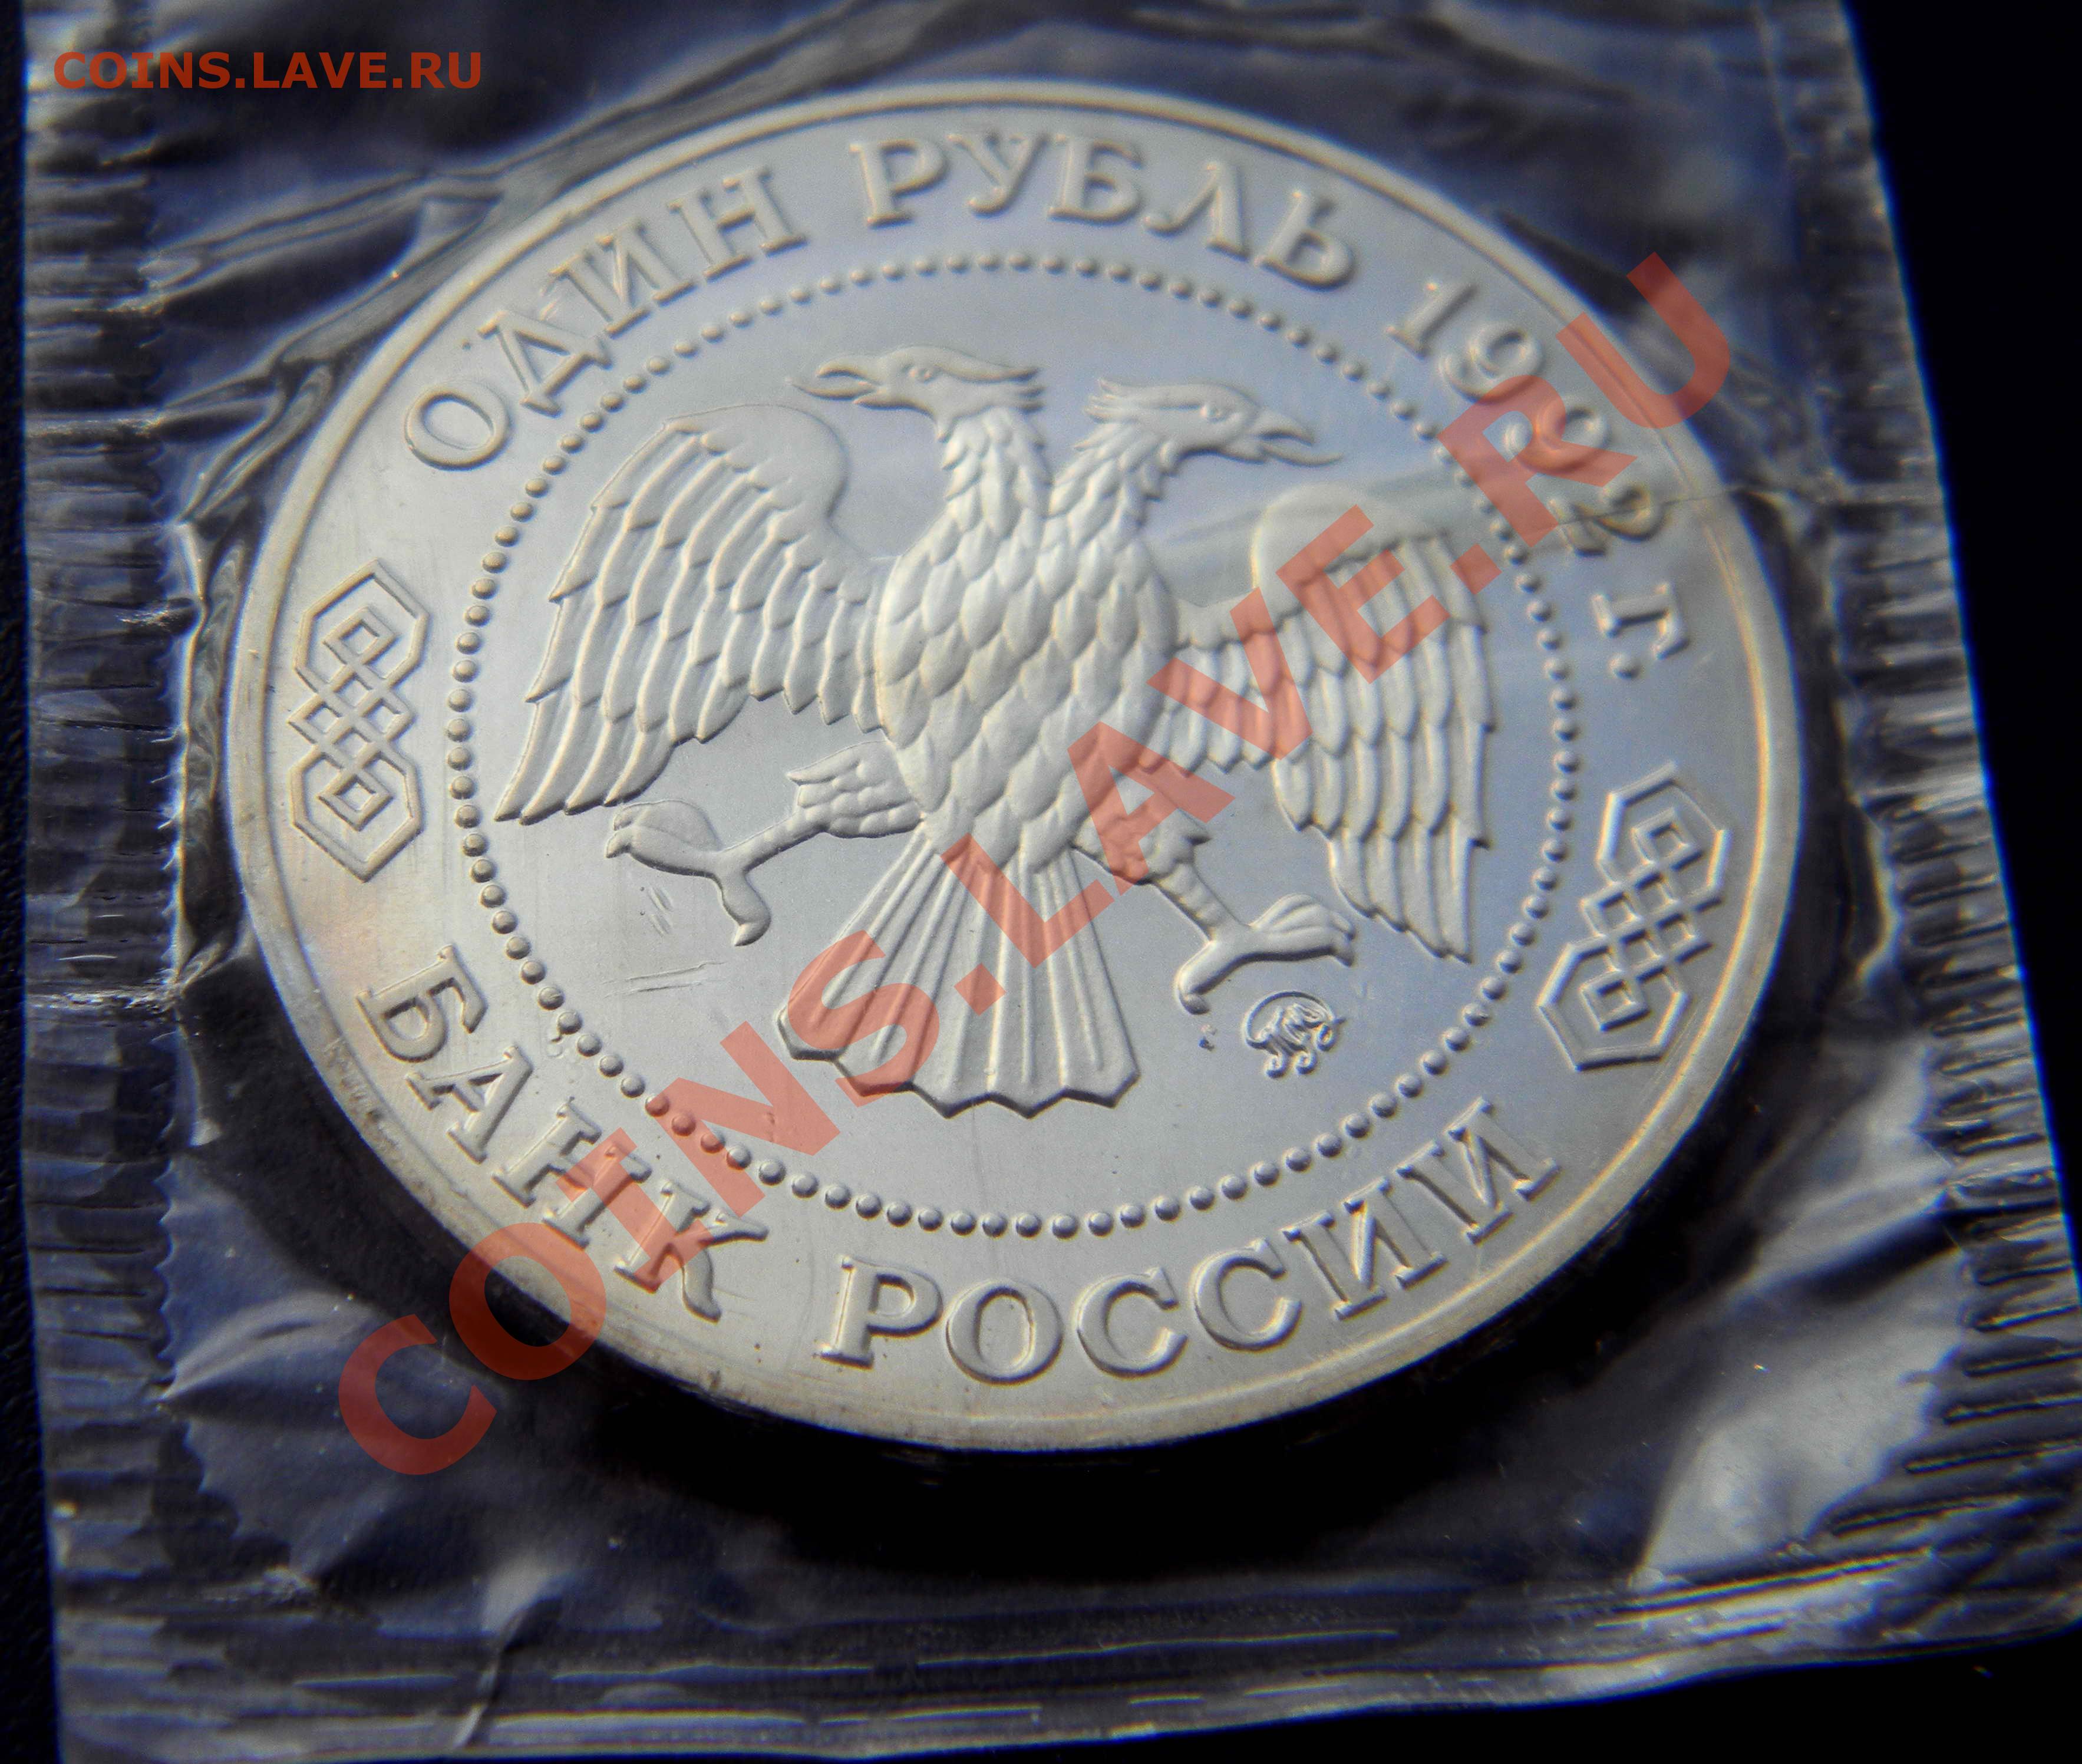 COINS.LAVE.RU
ОДИН РУБЛЬ 1992 г.
БАНК РОССИИ
COINS.LAVE.RU